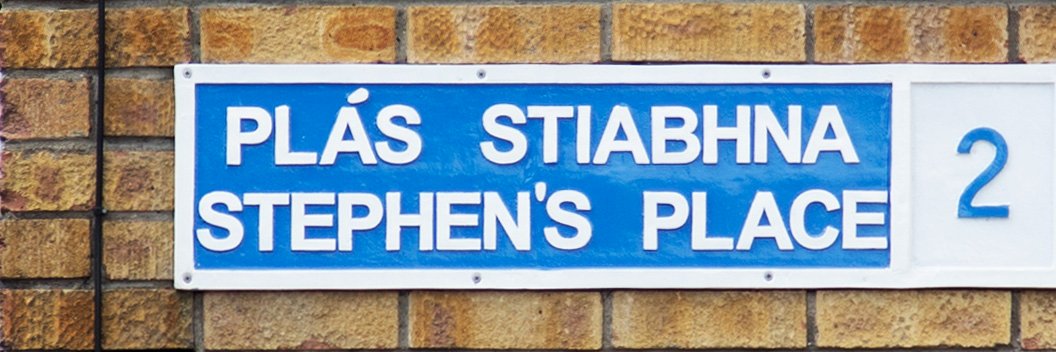 PLÁS STIABHNA
STEPHEN'S PLACE
2